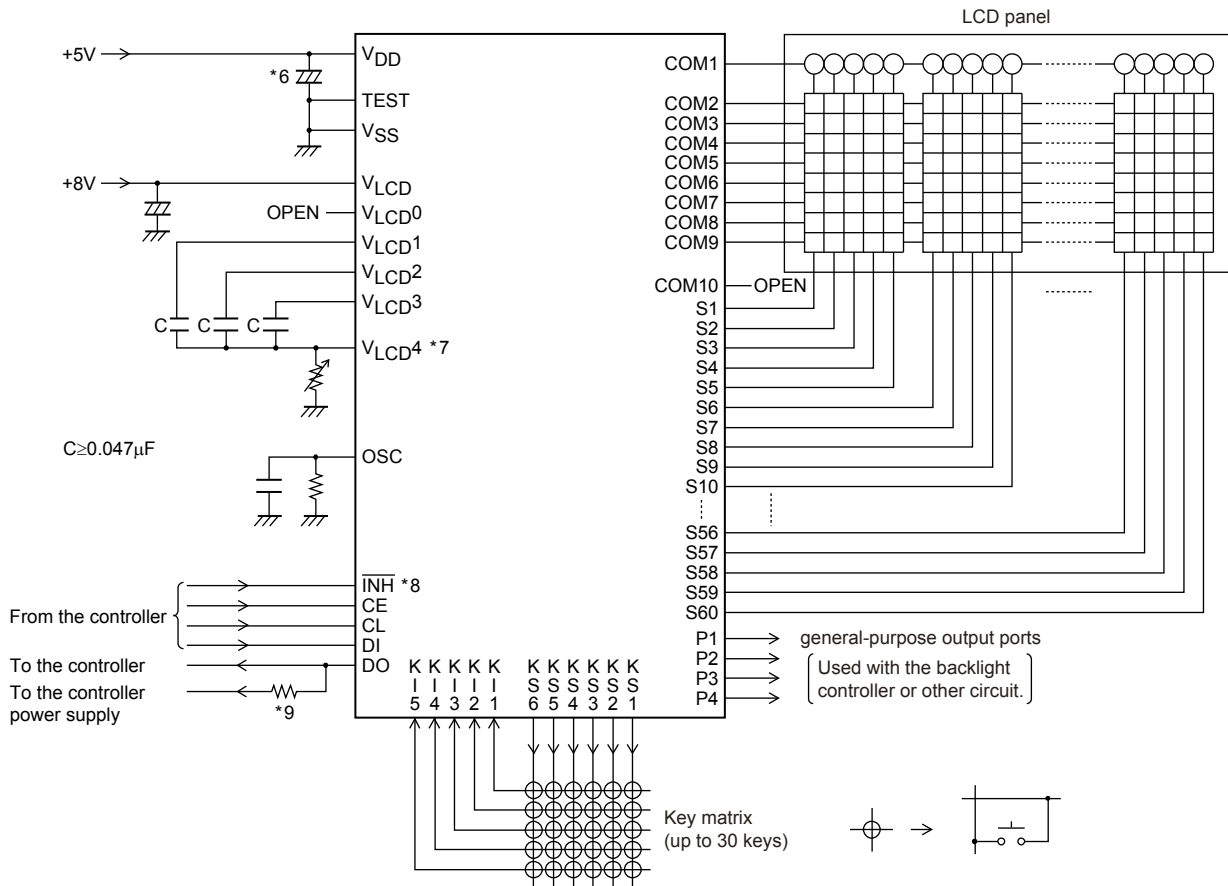 LCD panel
+5V
*6
VDD
TEST
VSS
+8V
VLCD
OPEN
VLCD0
VLCD1
VLCD2
VLCD3
C
C
C
VLCD4 *7
C≥0.047μF
OSC
From the controller
INH *8
CE
CL
DI
To the controller
DO
To the controller
power supply
*9
COM1
COM2
COM3
COM4
COM5
COM6
COM7
COM8
COM9
COM10
OPEN
S1
S2
S3
S4
S5
S6
S7
S8
S9
S10
S56
S57
S58
S59
S60
P1
P2
P3
P4
general-purpose output ports
Used with the backlight
controller or other circuit.
KI5
KI4
KI3
KI2
KI1
KS6
KS5
KS4
KS3
KS2
KS1
Key matrix
(up to 30 keys)